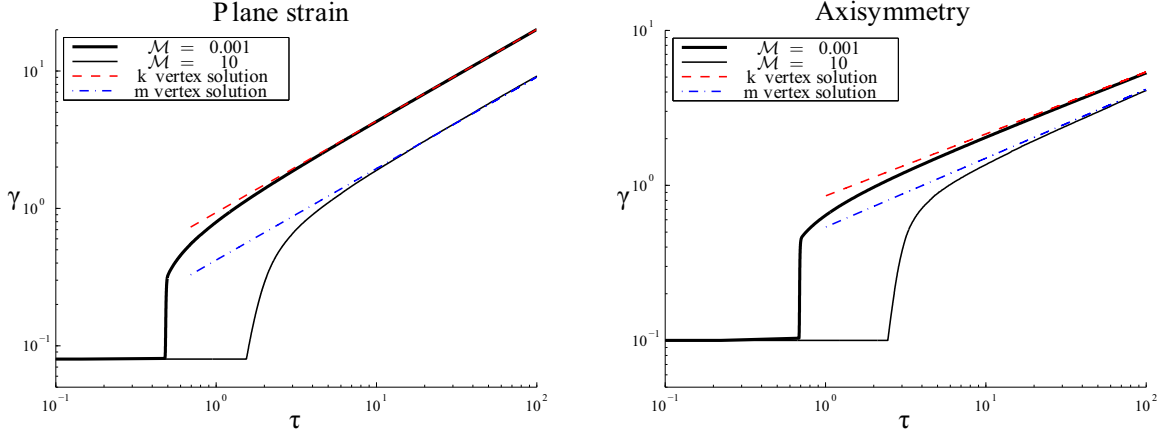 Plane strain
ℳ = 0.001
ℳ = 10
k vertex solution
m vertex solution
10¹
10⁰
10⁻¹
γ
10⁻¹
10⁰
10¹
10²
τ
Axisymmetry
ℳ = 0.001
ℳ = 10
k vertex solution
m vertex solution
10¹
10⁰
10⁻¹
γ
10⁻¹
10⁰
10¹
10²
τ